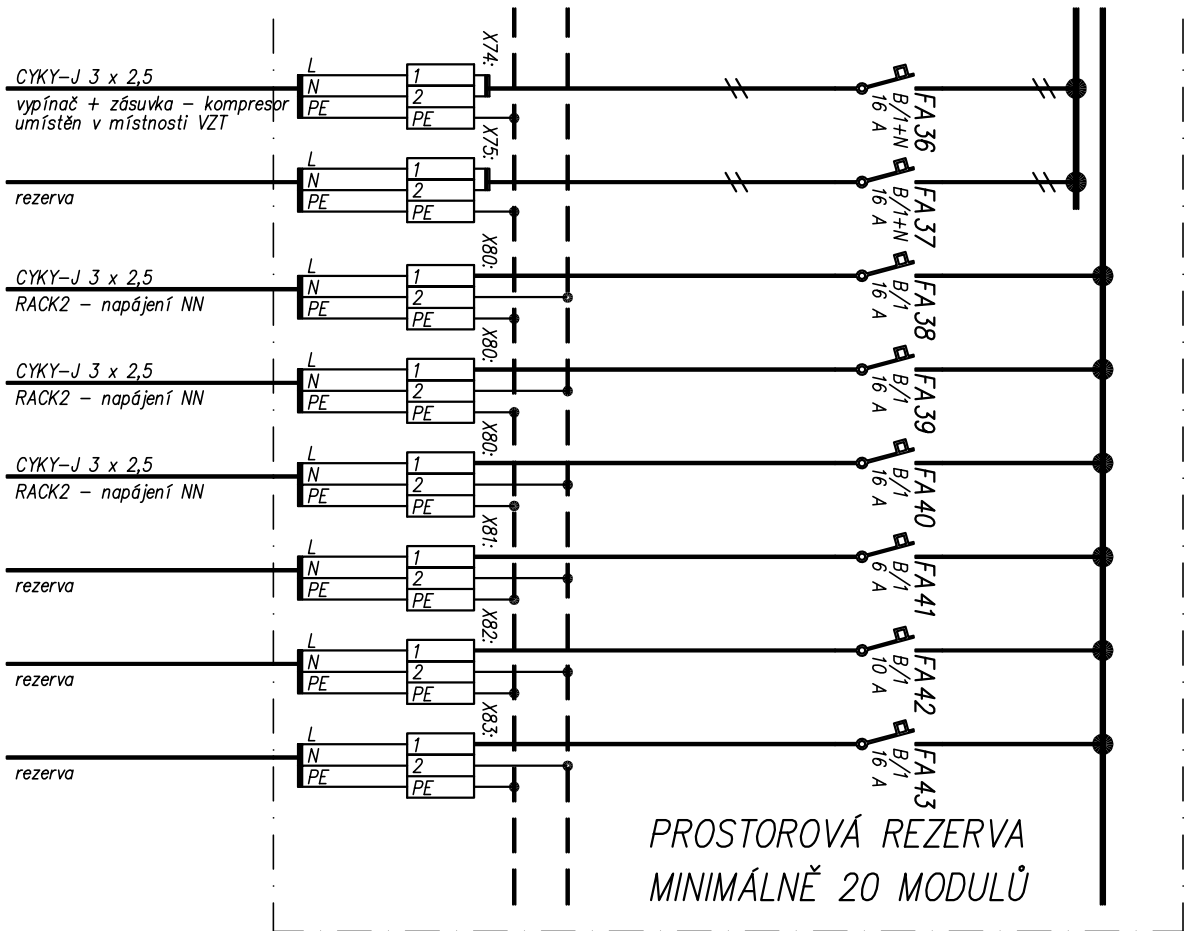 X74:
CYKY-J 3 x 2,5
vypínač + zásuvka - kompresor
umístěn v místnosti VZT
L
N
PE
1
2
PE
FA36
B/1+N
16 A
X75:
rezerva
L
N
PE
1
2
PE
FA37
B/1+N
16 A
X80:
CYKY-J 3 x 2,5
RACK2 - napájení NN
L
N
PE
1
2
PE
FA38
B/1
16 A
X80:
CYKY-J 3 x 2,5
RACK2 - napájení NN
L
N
PE
1
2
PE
FA39
B/1
16 A
X80:
CYKY-J 3 x 2,5
RACK2 - napájení NN
L
N
PE
1
2
PE
FA40
B/1
16 A
X81:
rezerva
L
N
PE
1
2
PE
FA41
B/1
6 A
X82:
rezerva
L
N
PE
1
2
PE
FA42
B/1
10 A
X83:
rezerva
L
N
PE
1
2
PE
FA43
B/1
16 A
PROSTOROVÁ REZERVA
MINIMÁLNĚ 20 MODULŮ